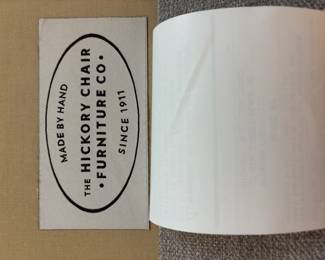 MADE BY HAND
THE HICKORY CHAIR
• FURNITURE CO •
SINCE 1911